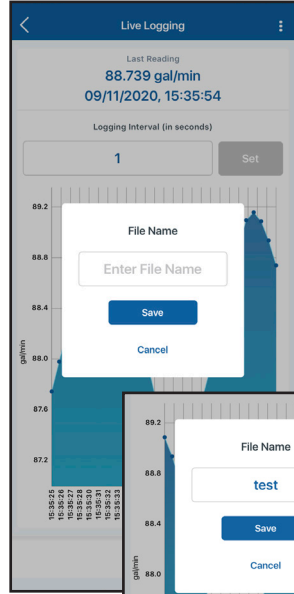 Live Logging
Last Reading
88.739 gal/min
09/11/2020, 15:35:54
Logging Interval (in seconds)
1
Set
89.2
88.8
88.4
88.0
87.6
87.2
gal/min
File Name
Enter File Name
Save
Cancel
15:35:25
15:35:26
15:35:27
15:35:28
15:35:30
15:35:31
15:35:32
15:35:33
89.2
88.8
88.4
88.0
gal/min
File Name
test
Save
Cancel